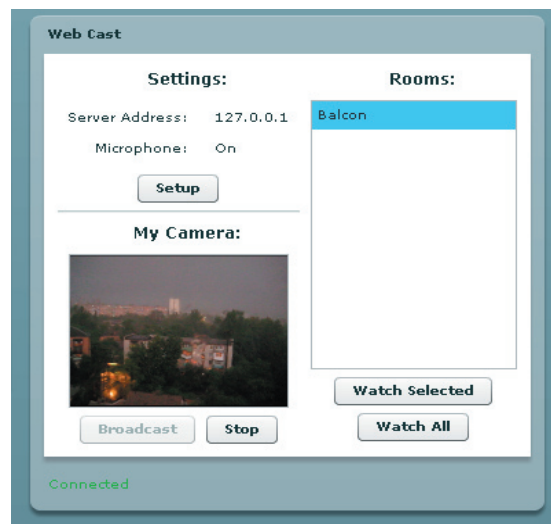 Web Cast
Settings:
Server Address: 127.0.0.1
Microphone: On
Setup
My Camera:
Broadcast
Stop
Rooms:
Balcon
Watch Selected
Watch All
Connected